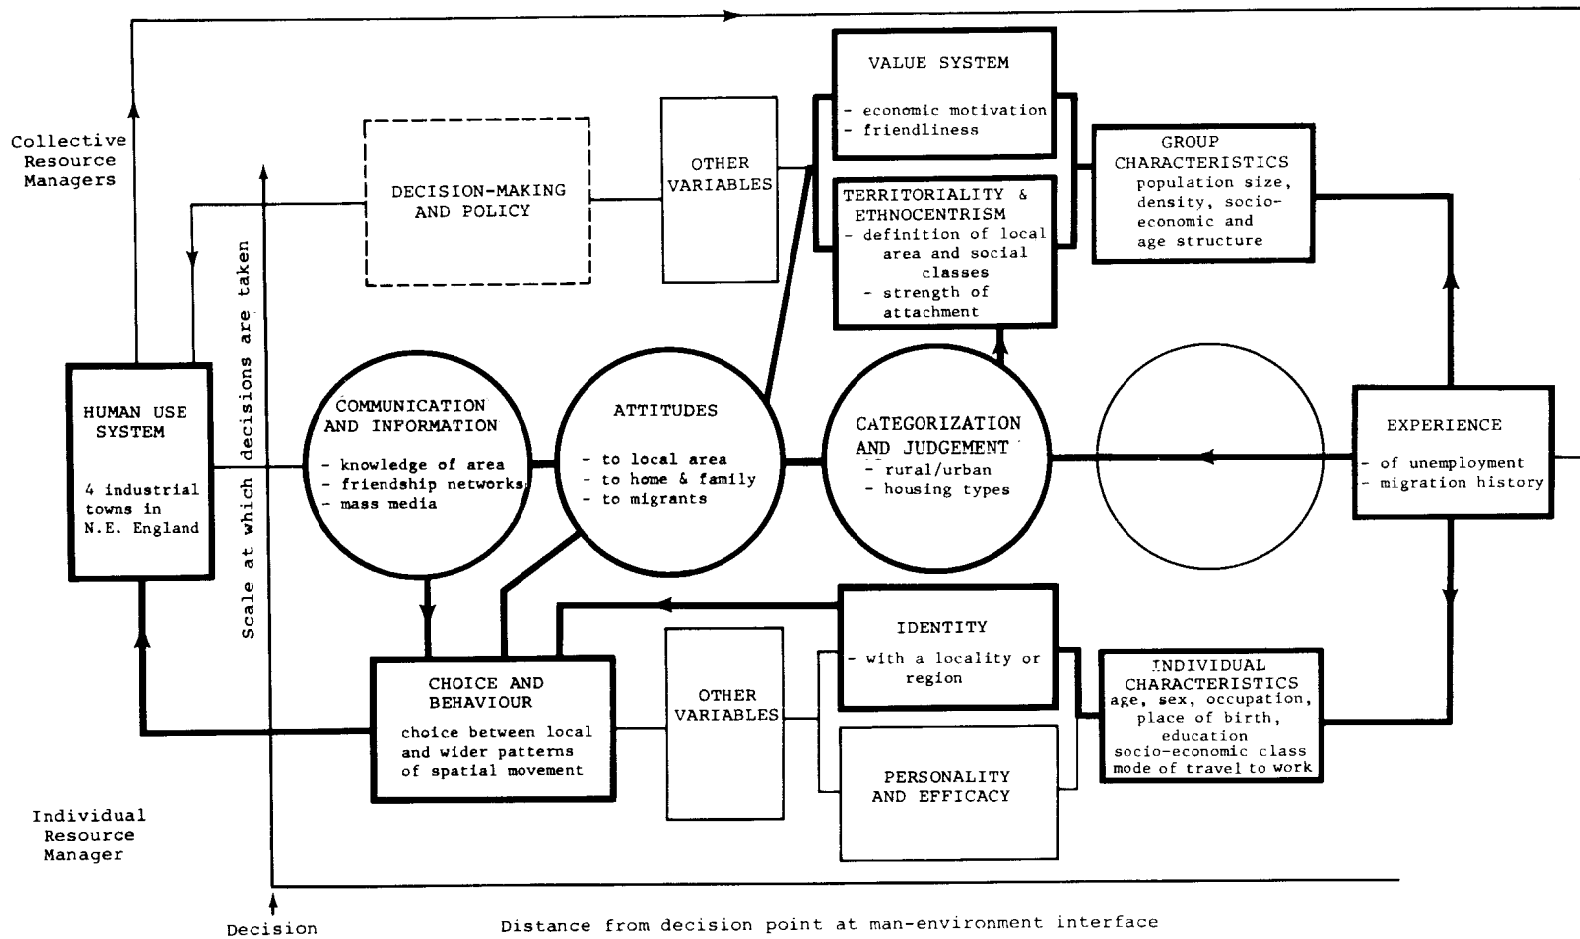 Collective
Resource
Managers
Scale at which decisions are taken
DECISION-MAKING
AND POLICY
OTHER
VARIABLES
VALUE SYSTEM
- economic motivation
- friendliness
TERRITORIALITY &
ETHNOCENTRISM
- definition of local
area and social
classes
- strength of
attachment
GROUP
CHARACTERISTICS
population size,
density, socio-
economic and
age structure
HUMAN USE
SYSTEM
4 industrial
towns in
N.E. England
COMMUNICATION
AND INFORMATION
- knowledge of area
- friendship networks
- mass media
ATTITUDES
- to local area
- to home & family
- to migrants
CATEGORIZATION
AND JUDGEMENT
- rural/urban
- housing types
EXPERIENCE
- of unemployment
- migration history
CHOICE AND
BEHAVIOUR
choice between local
and wider patterns
of spatial movement
OTHER
VARIABLES
IDENTITY
- with a locality or
region
PERSONALITY
AND EFFICACY
INDIVIDUAL
CHARACTERISTICS
age, sex, occupation,
place of birth,
education
socio-economic class
mode of travel to work
Individual
Resource
Manager
Decision
Distance from decision point at man-environment interface